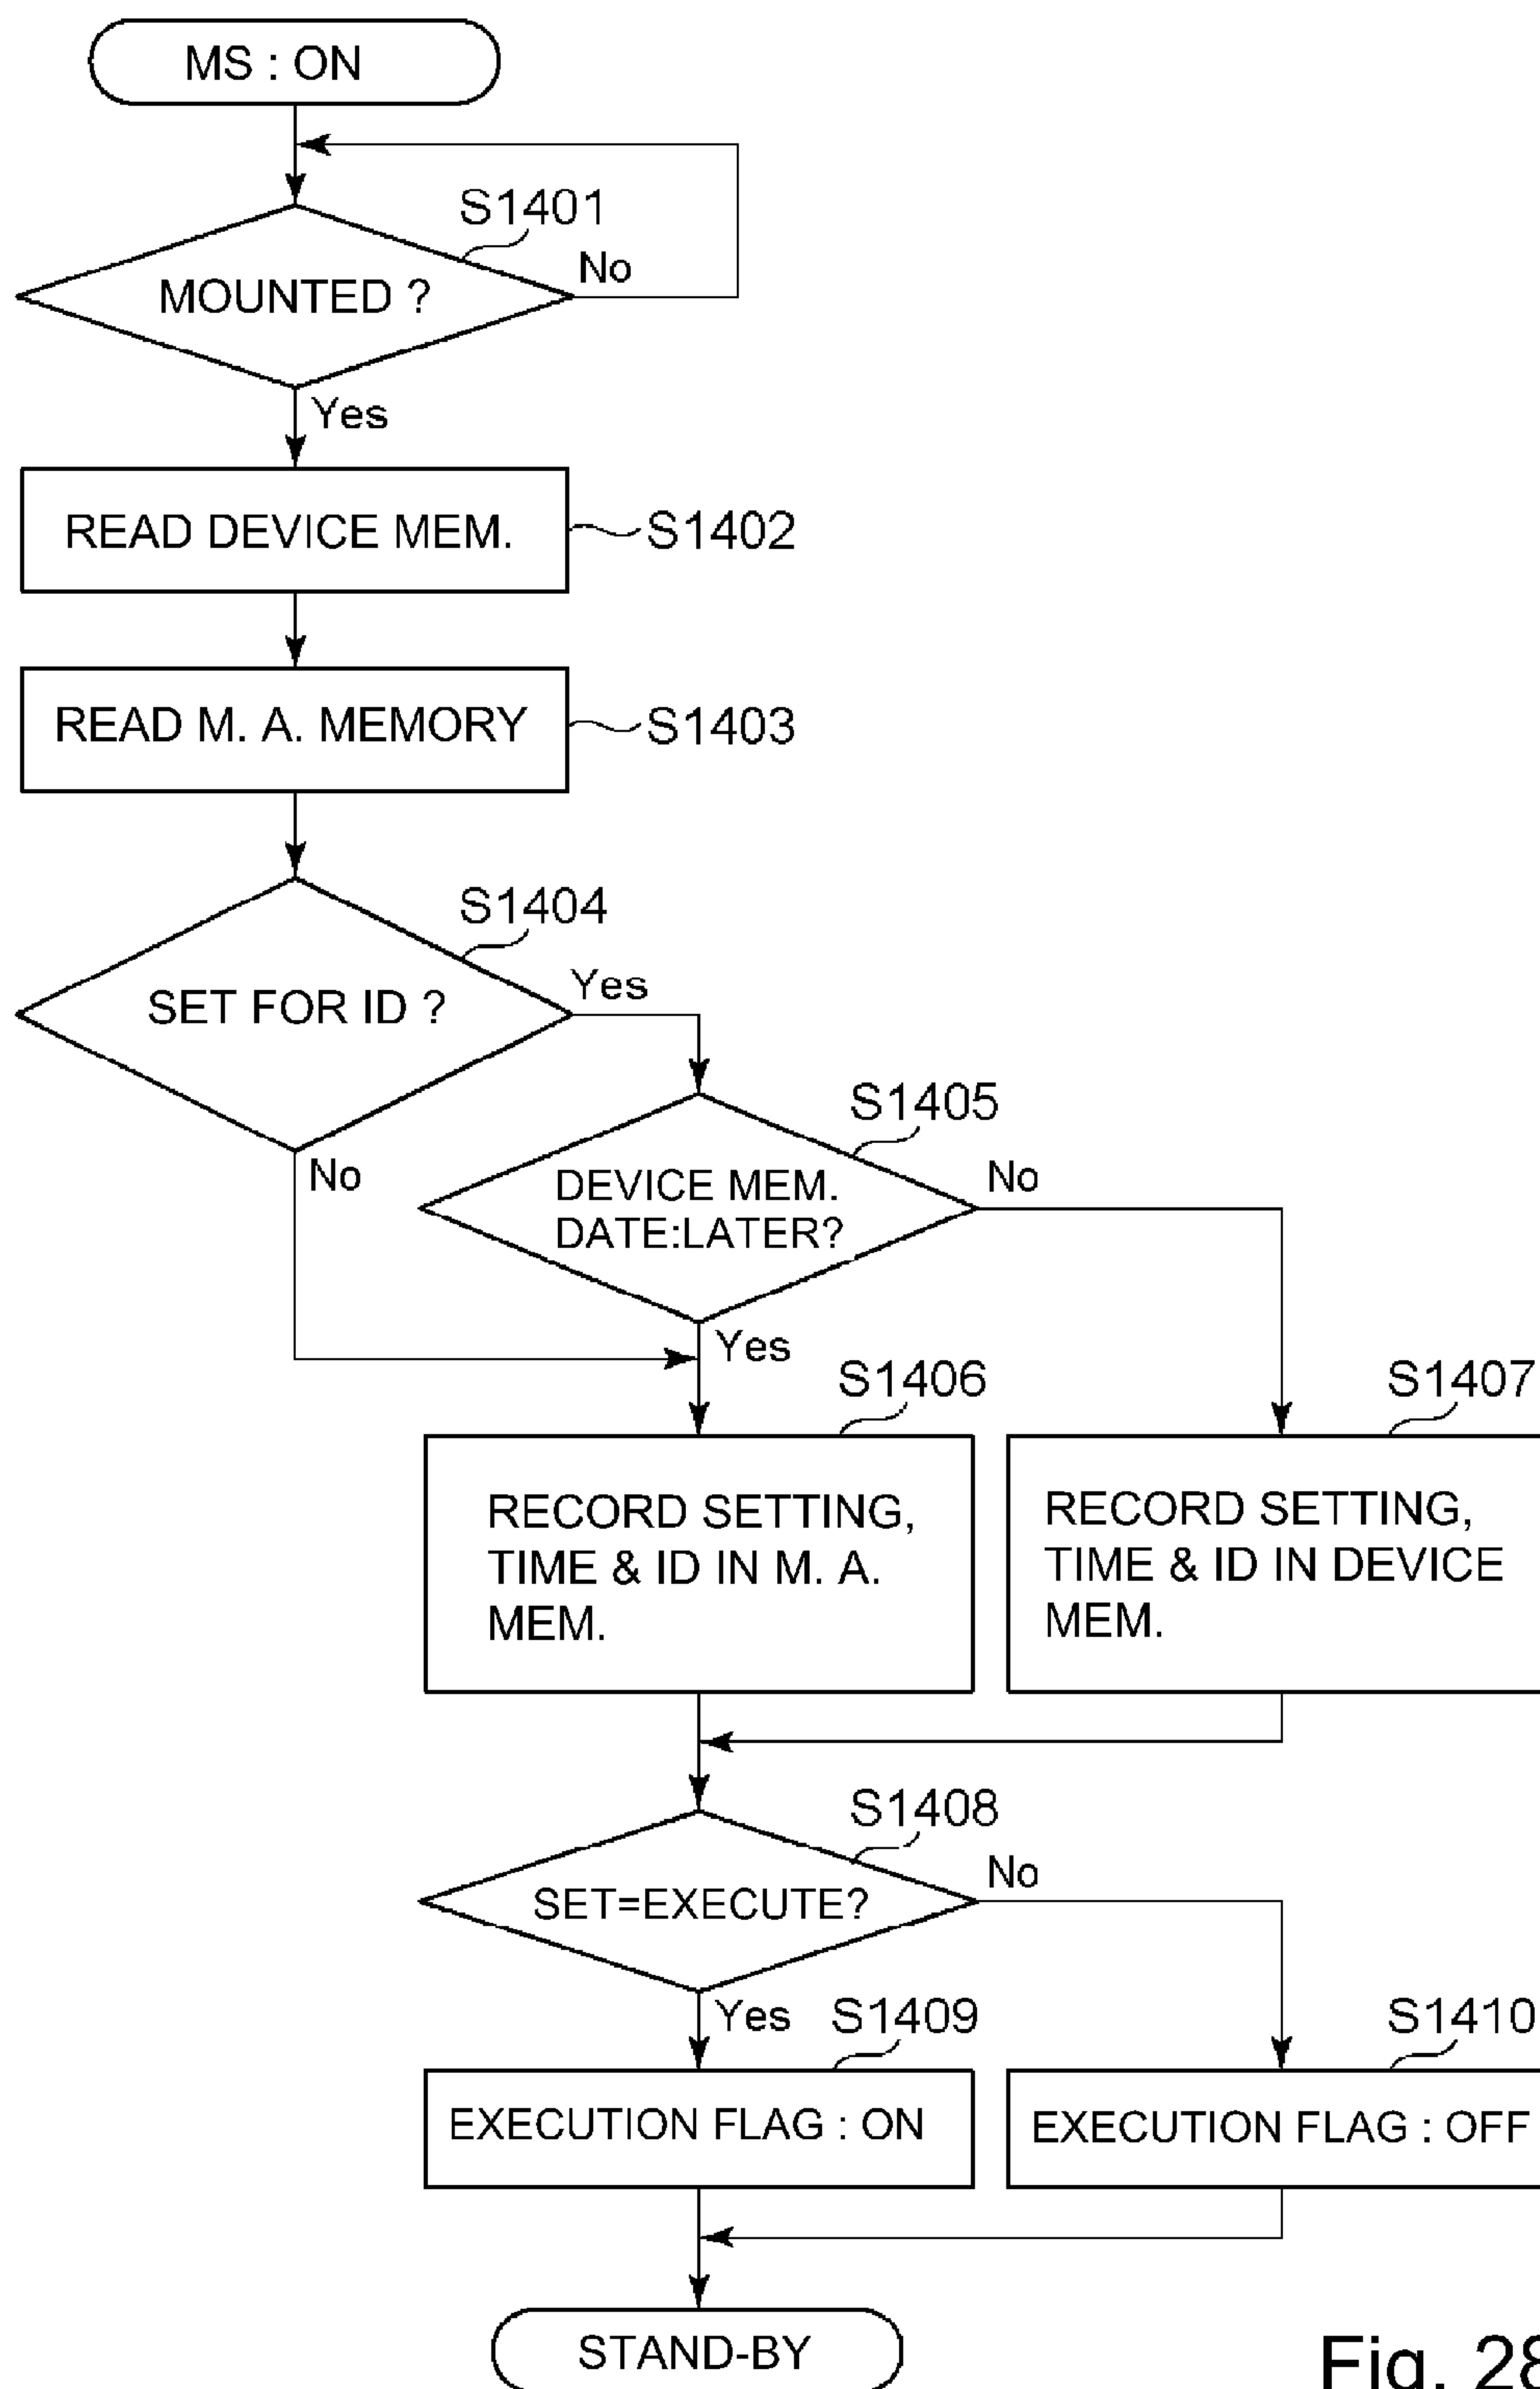 MS : ON
S1401
MOUNTED ?
No
Yes
READ DEVICE MEM.
S1402
READ M. A. MEMORY
S1403
S1404
SET FOR ID ?
Yes
No
S1405
DEVICE MEM.
DATE:LATER?
No
Yes
S1406
RECORD SETTING,
TIME & ID IN M. A.
MEM.
S1407
RECORD SETTING,
TIME & ID IN DEVICE
MEM.
S1408
SET=EXECUTE?
No
Yes
S1409
EXECUTION FLAG : ON
S1410
EXECUTION FLAG : OFF
STAND-BY
Fig. 28